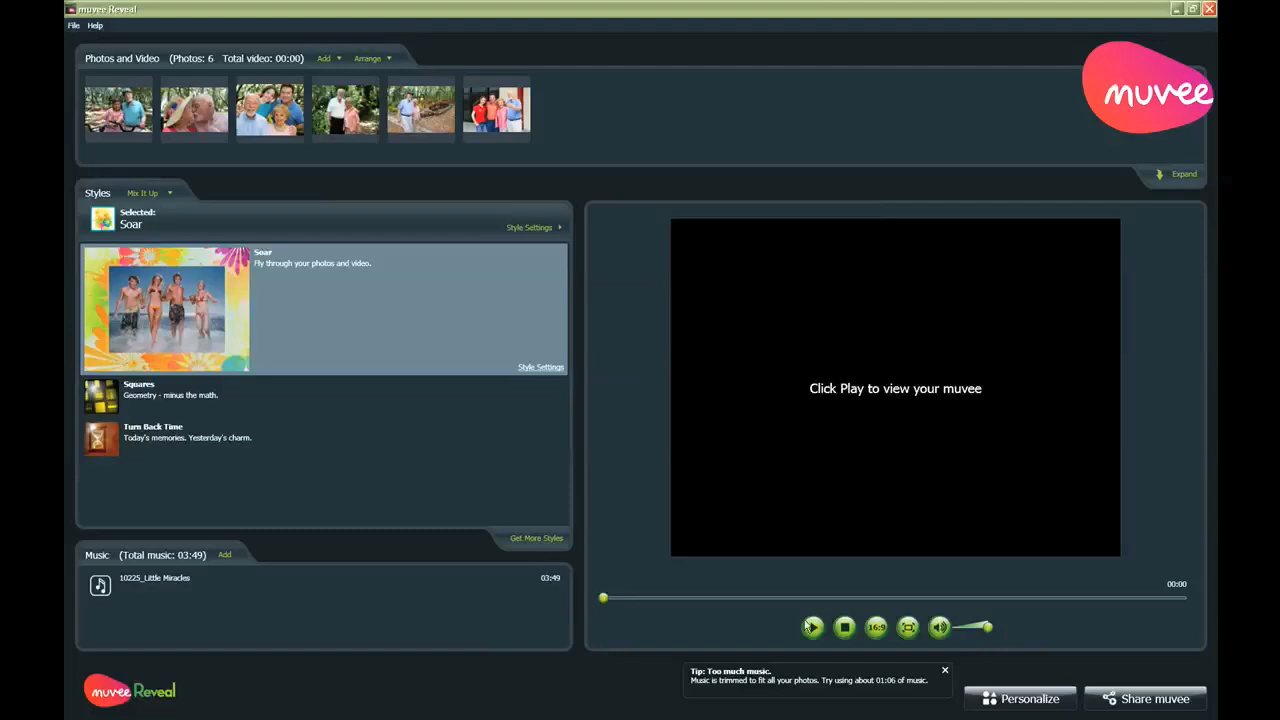 muvee Reveal
File Help
Photos and Video (Photos: 6 Total video: 00:00) Add Arrange
muvee
Expand
Styles Mix It Up
Selected:
Soar
Style Settings
Soar
Fly through your photos and video.
Style Settings
Squares
Geometry - minus the math.
Turn Back Time
Today's memories. Yesterday's charm.
Get More Styles
Click Play to view your muvee
00:00
16:9
Music (Total music: 03:49) Add
10225_Little Miracles 03:49
Tip: Too much music.
Music is trimmed to fit all your photos. Try using about 01:06 of music.
muvee Reveal
Personalize
Share muvee